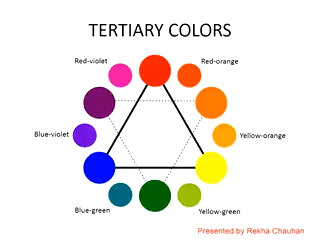 TERTIARY COLORS
Red-violet
Red-orange
Blue-violet
Yellow-orange
Blue-green
Yellow-green
Presented by Rekha Chauhan